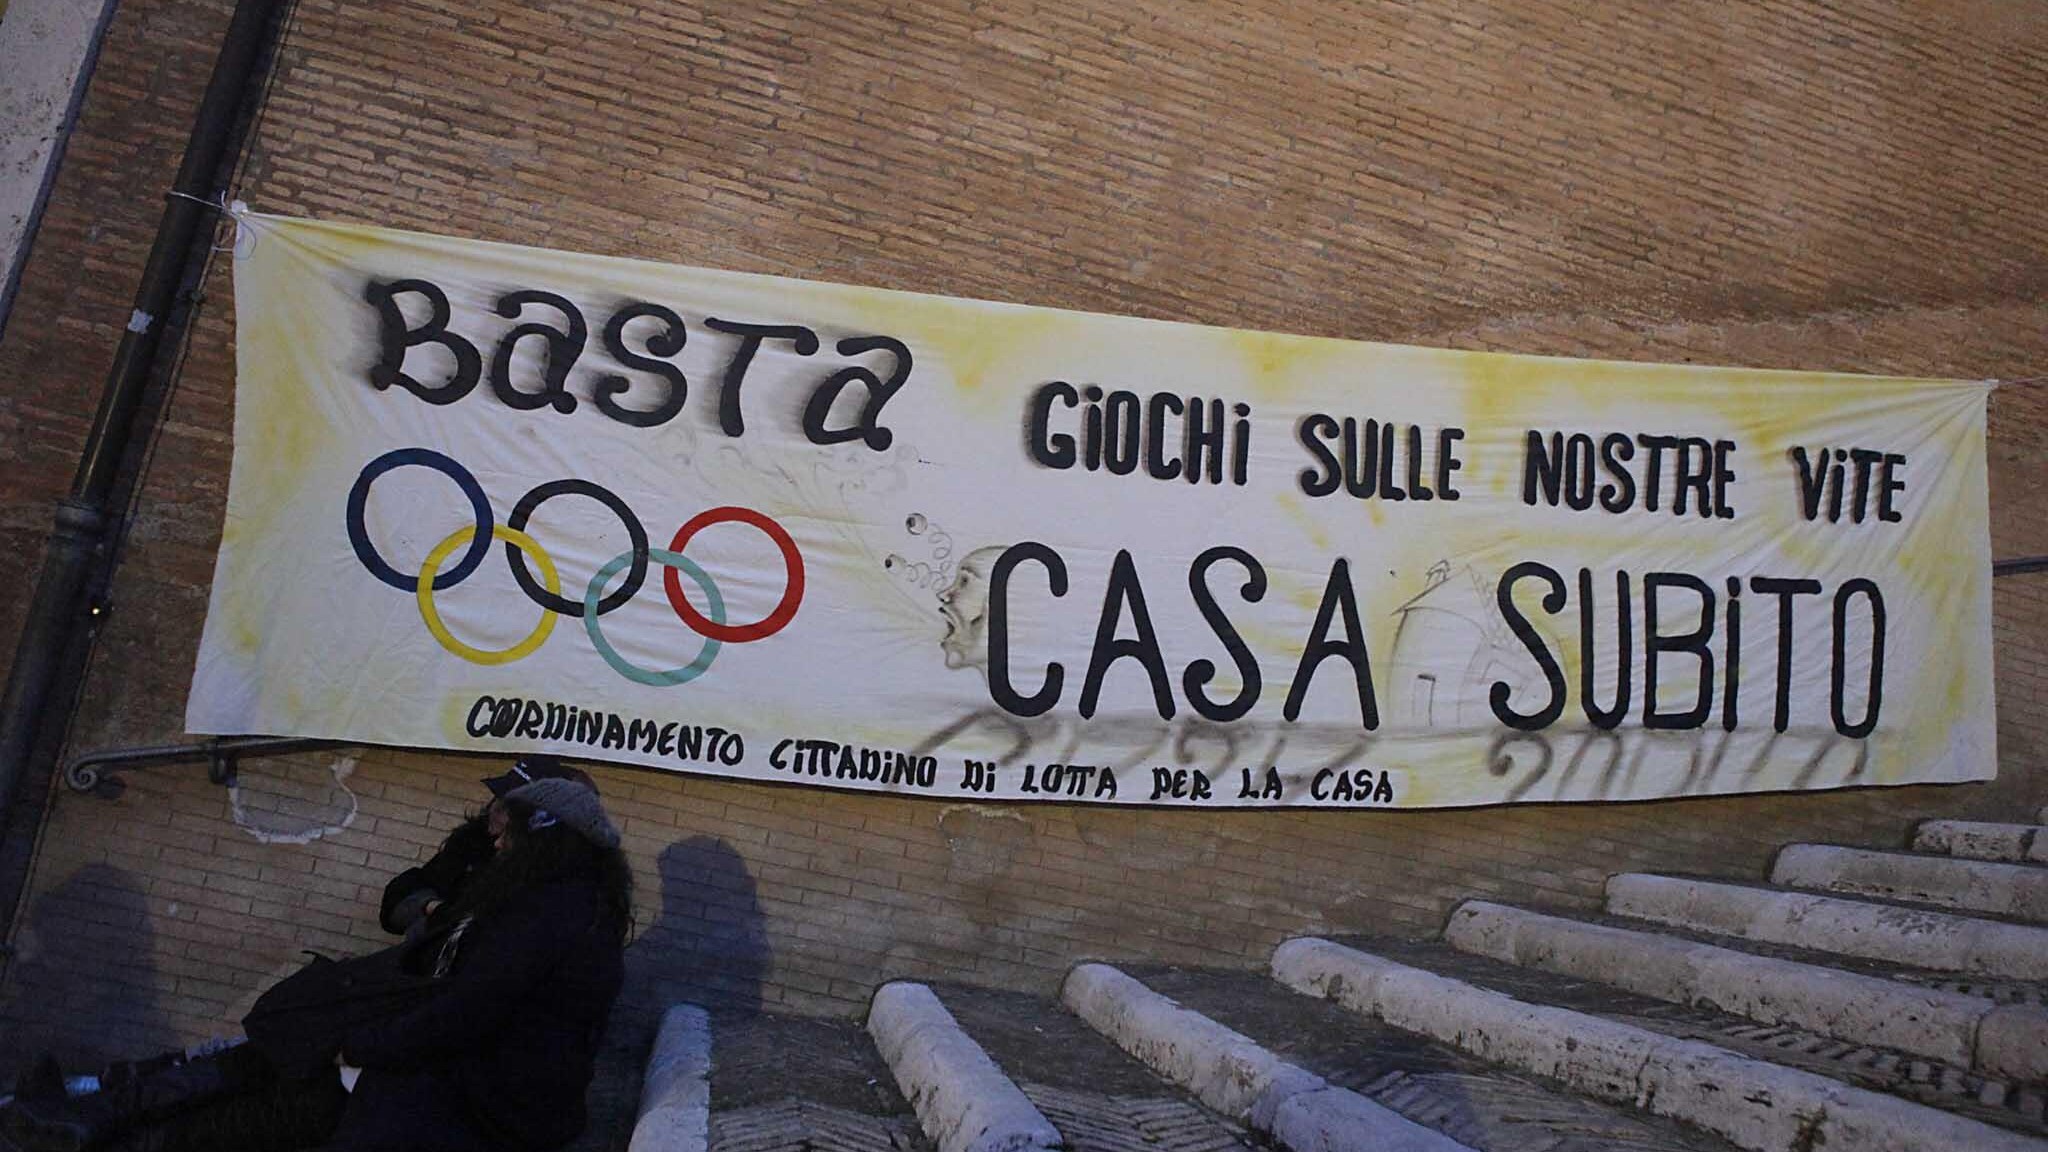 BASTA
GIOCHI SULLE NOSTRE VITE
CASA SUBITO
COORDINAMENTO CITTADINO DI LOTTA PER LA CASA